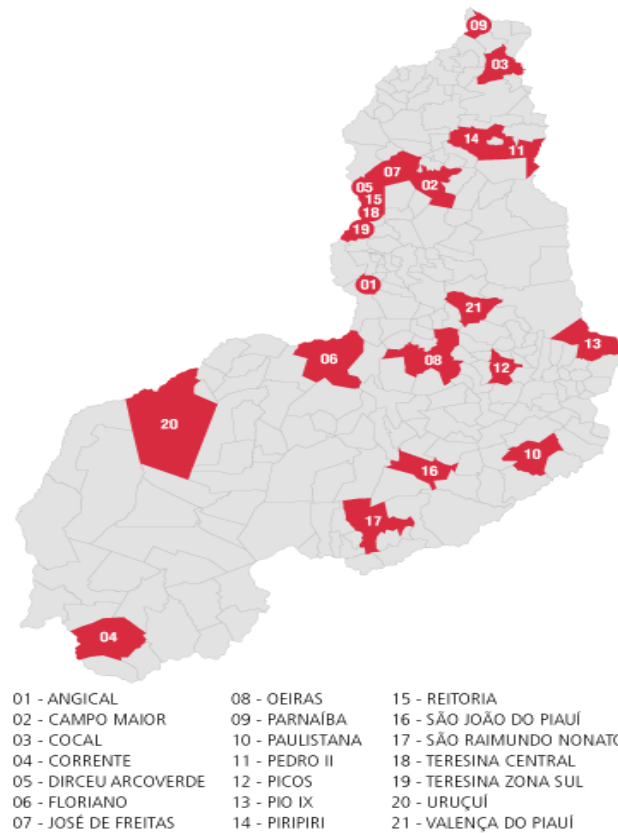 09
03
14
11
07
02
05
15
18
19
01
21
13
06
08
12
20
10
16
17
04
01 - ANGICAL
02 - CAMPO MAIOR
03 - COCAL
04 - CORRENTE
05 - DIRCEU ARCOVERDE
06 - FLORIANO
07 - JOSÉ DE FREITAS
08 - OEIRAS
09 - PARNAÍBA
10 - PAULISTANA
11 - PEDRO II
12 - PICOS
13 - PIO IX
14 - PIRIPIRI
15 - REITORIA
16 - SÃO JOÃO DO PIAUÍ
17 - SÃO RAIMUNDO NONATO
18 - TERESINA CENTRAL
19 - TERESINA ZONA SUL
20 - URUÇUÍ
21 - VALENÇA DO PIAUÍ